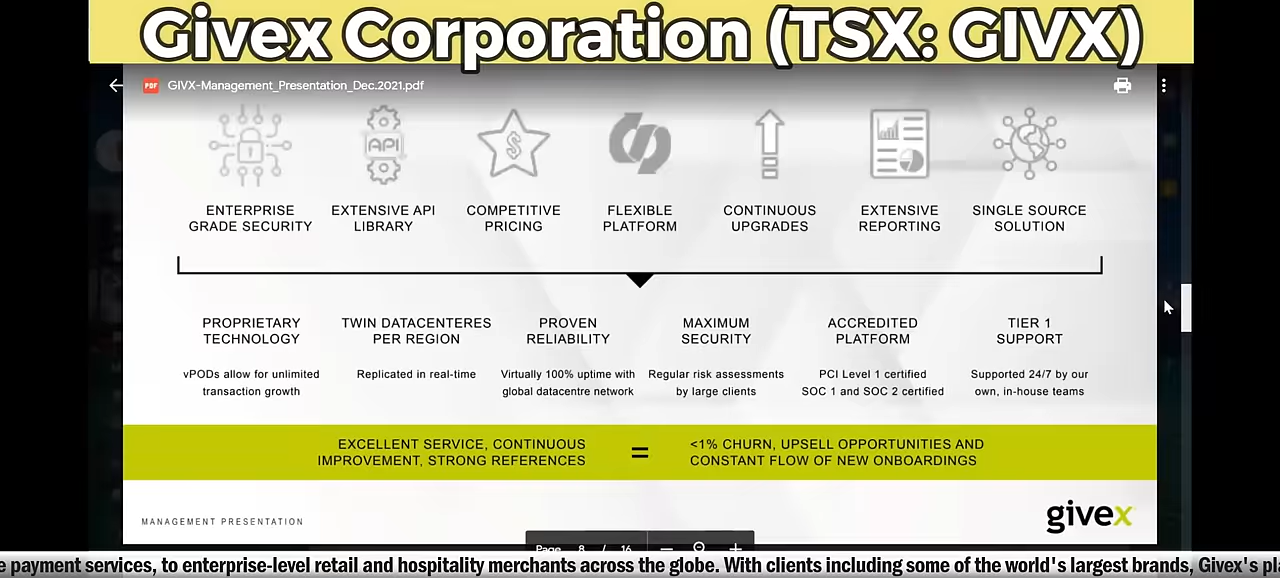 Givex Corporation (TSX: GIVX)
PDF GIVX-Management_Presentation_Dec.2021.pdf
API
$
ENTERPRISE
GRADE SECURITY
EXTENSIVE API
LIBRARY
COMPETITIVE
PRICING
FLEXIBLE
PLATFORM
CONTINUOUS
UPGRADES
EXTENSIVE
REPORTING
SINGLE SOURCE
SOLUTION
PROPRIETARY
TECHNOLOGY
vPODs allow for unlimited
transaction growth
TWIN DATACENTERES
PER REGION
Replicated in real-time
PROVEN
RELIABILITY
Virtually 100% uptime with
global datacentre network
MAXIMUM
SECURITY
Regular risk assessments
by large clients
ACCREDITED
PLATFORM
PCI Level 1 certified
SOC 1 and SOC 2 certified
TIER 1
SUPPORT
Supported 24/7 by our
own, in-house teams
EXCELLENT SERVICE, CONTINUOUS
IMPROVEMENT, STRONG REFERENCES
=
<1% CHURN, UPSELL OPPORTUNITIES AND
CONSTANT FLOW OF NEW ONBOARDINGS
MANAGEMENT PRESENTATION
givex
Page 8 / 16
e payment services, to enterprise-level retail and hospitality merchants across the globe. With clients including some of the world's largest brands, Givex's pla